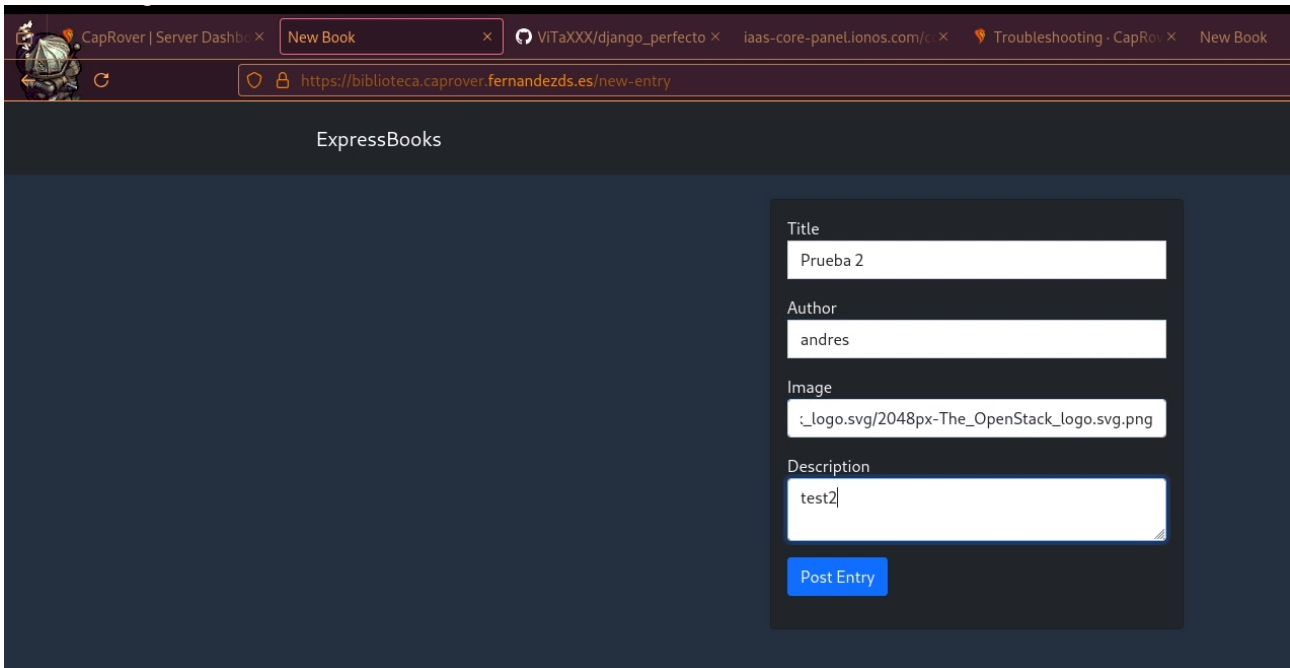 CapRover | Server Dashbo
New Book
ViTaXXX/django_perfecto
iaas-core-panel.ionos.com/c
Troubleshooting · CapRov
New Book
https://biblioteca.caprover.fernandezds.es/new-entry
ExpressBooks
Title
Prueba 2
Author
andres
Image
_logo.svg/2048px-The_OpenStack_logo.svg.png
Description
test2
Post Entry